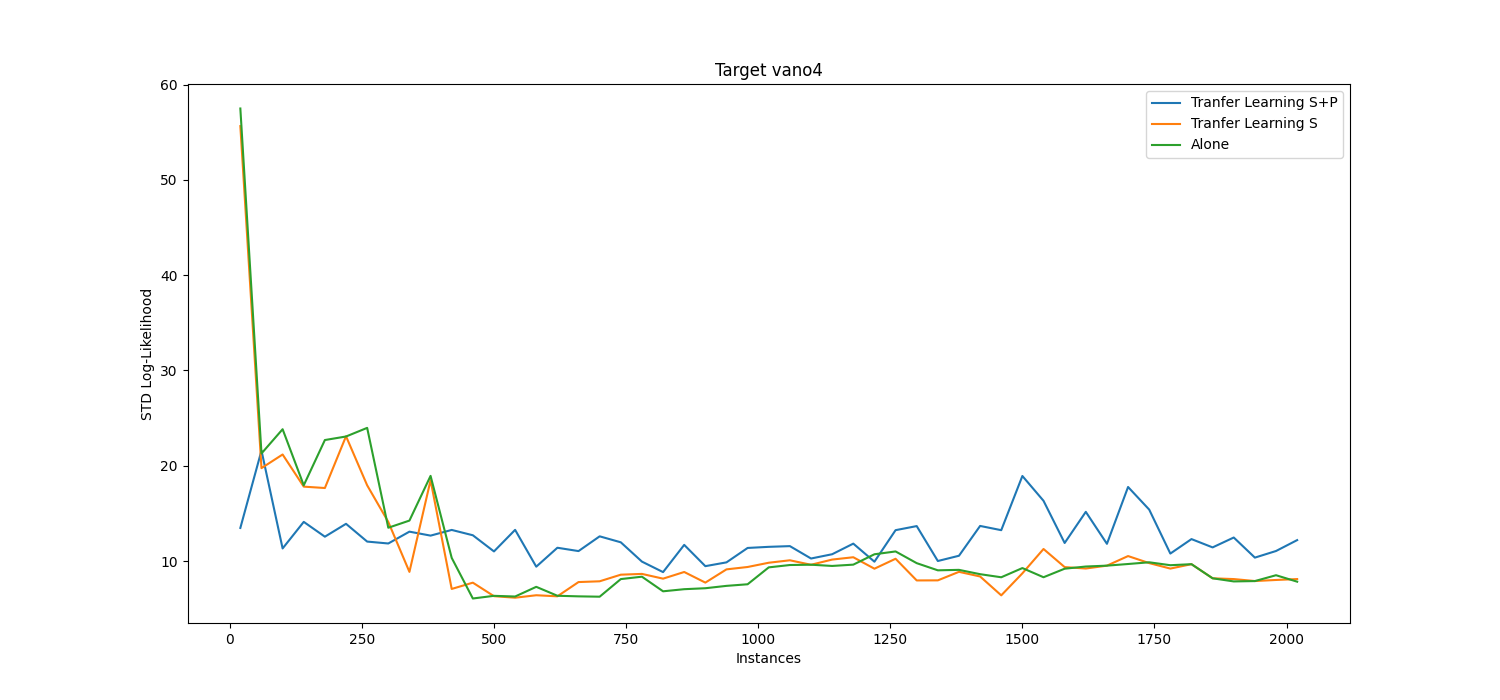 Target vano4
Tranfer Learning S+P
Tranfer Learning S
Alone
STD Log-Likelihood
60
50
40
30
20
10
0 250 500 750 1000 1250 1500 1750 2000
Instances